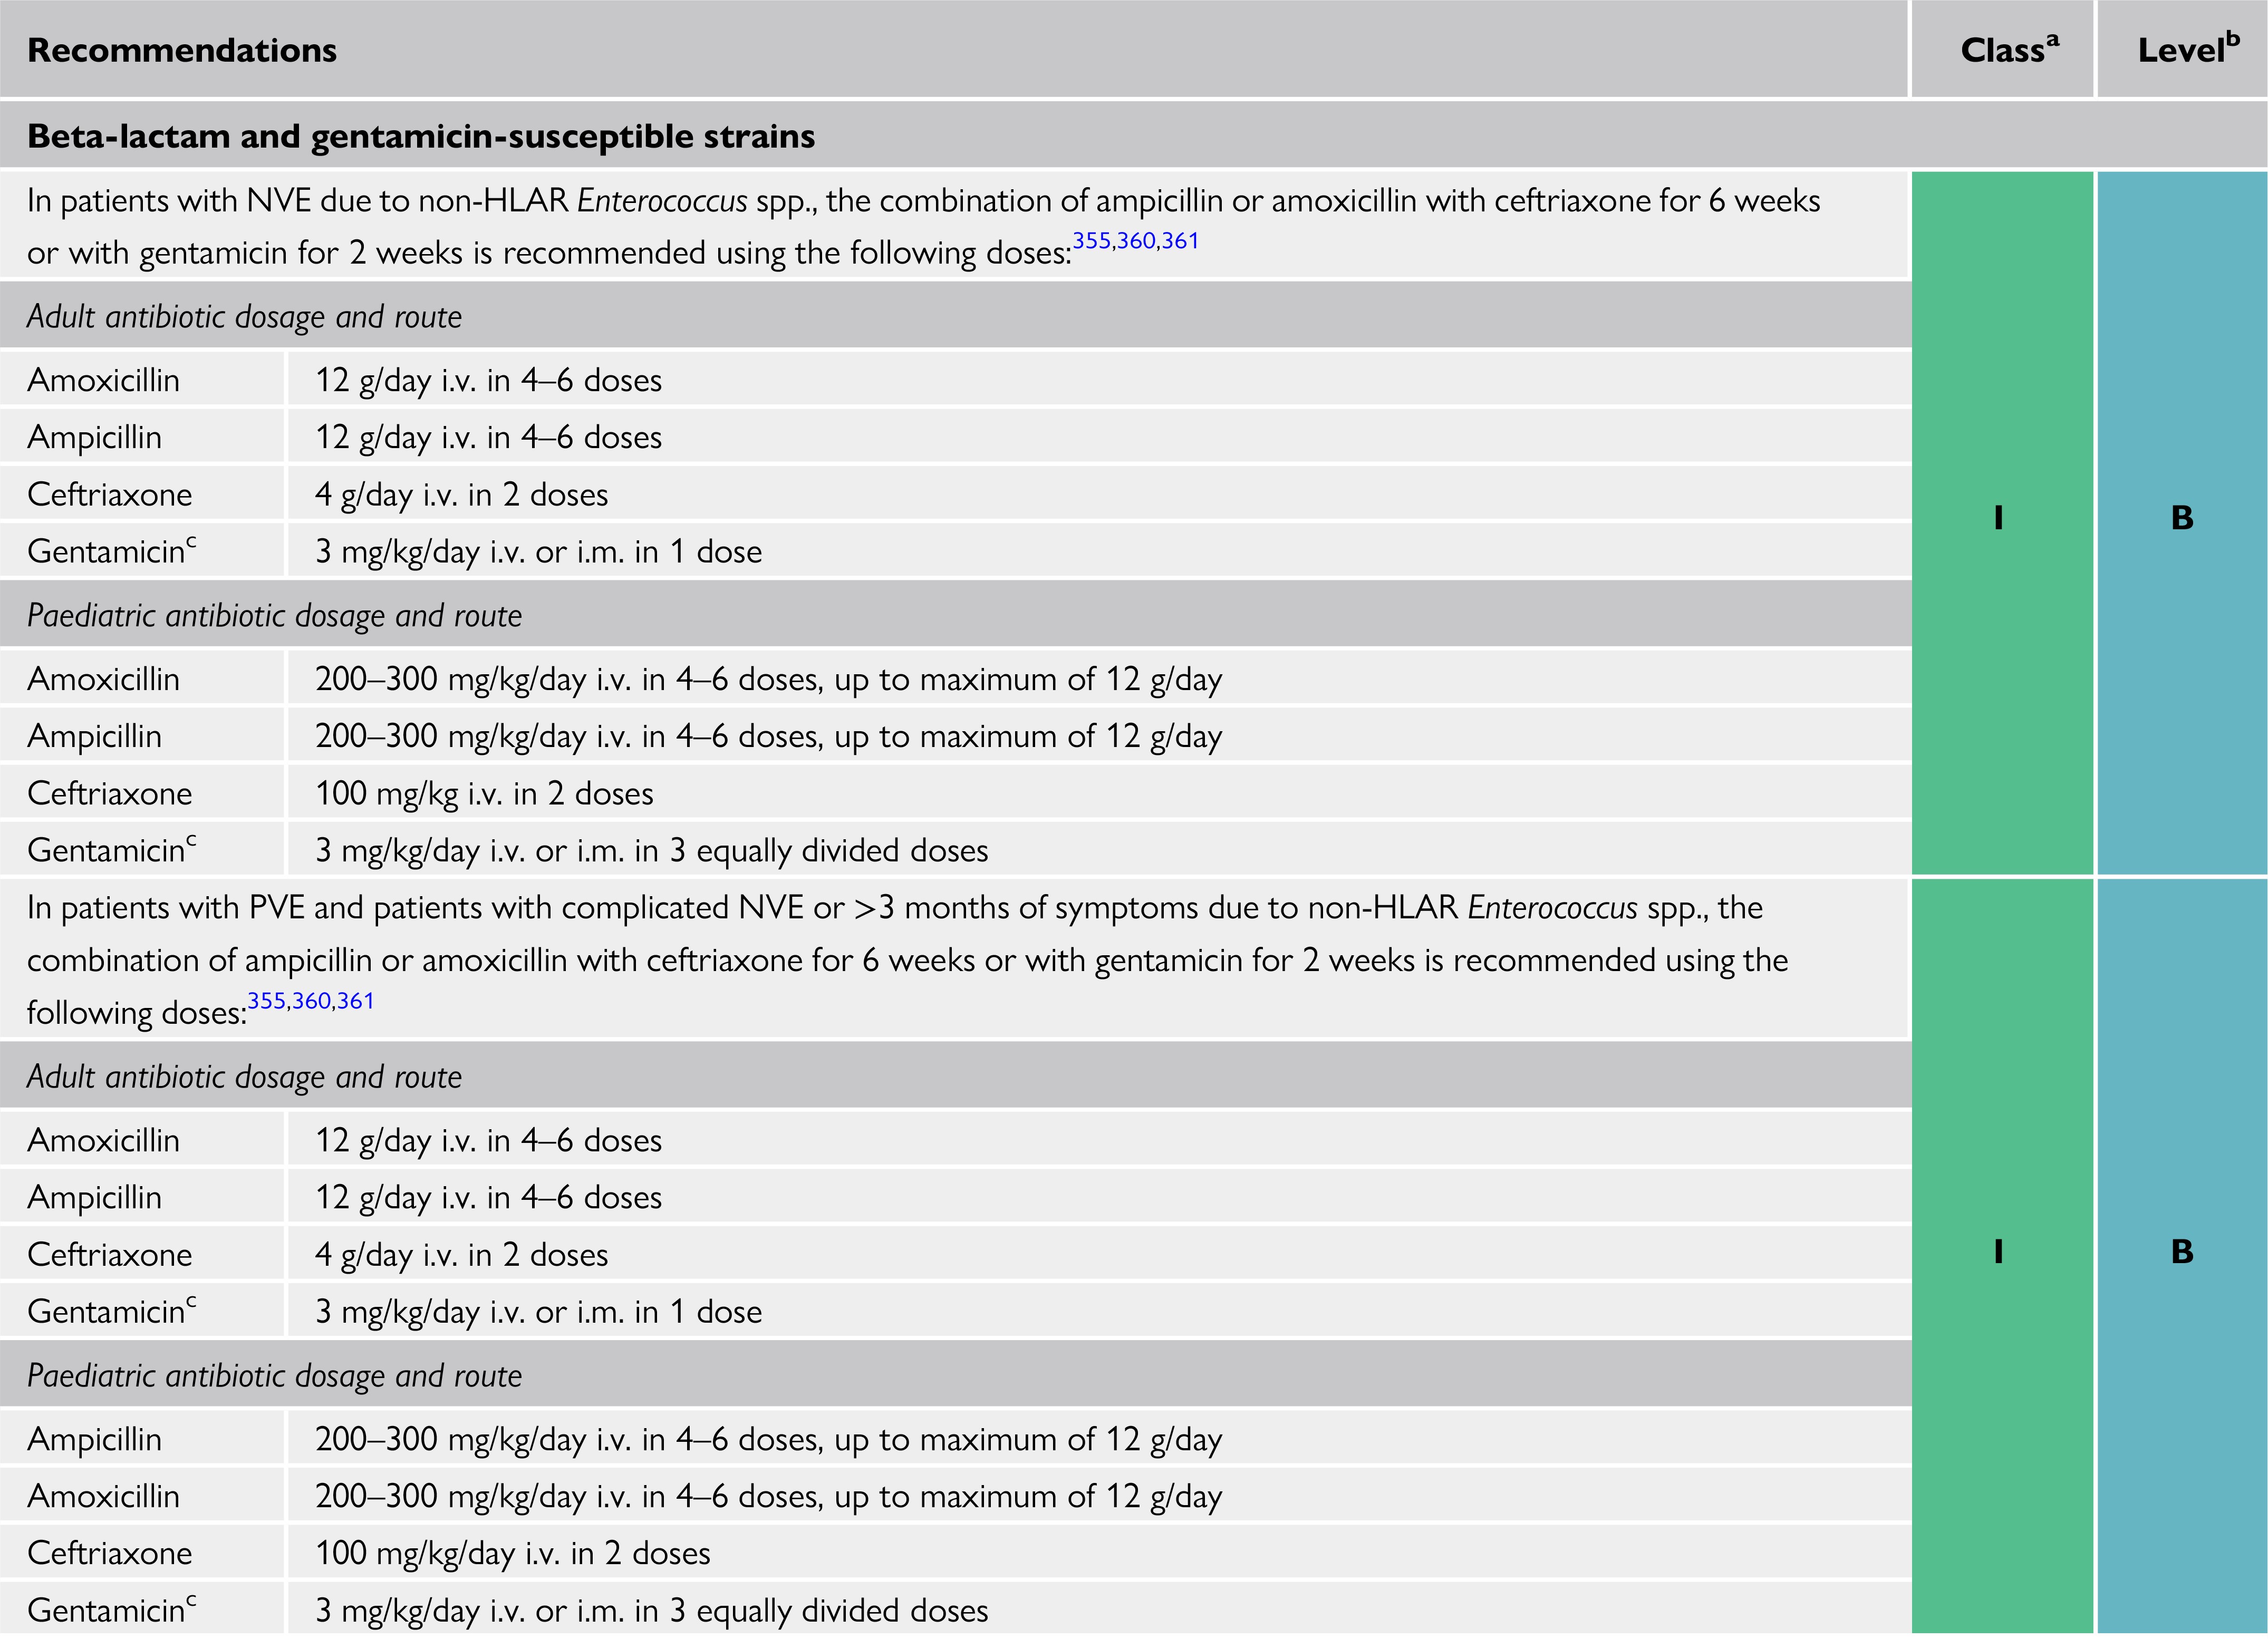 Recommendations Classa Levelb
Beta-lactam and gentamicin-susceptible strains
In patients with NVE due to non-HLAR Enterococcus spp., the combination of ampicillin or amoxicillin with ceftriaxone for 6 weeks
or with gentamicin for 2 weeks is recommended using the following doses:355,360,361
Adult antibiotic dosage and route
Amoxicillin 12 g/day i.v. in 4–6 doses
Ampicillin 12 g/day i.v. in 4–6 doses
Ceftriaxone 4 g/day i.v. in 2 doses
I B
Gentamicinc 3 mg/kg/day i.v. or i.m. in 1 dose
Paediatric antibiotic dosage and route
Amoxicillin 200–300 mg/kg/day i.v. in 4–6 doses, up to maximum of 12 g/day
Ampicillin 200–300 mg/kg/day i.v. in 4–6 doses, up to maximum of 12 g/day
Ceftriaxone 100 mg/kg i.v. in 2 doses
Gentamicinc 3 mg/kg/day i.v. or i.m. in 3 equally divided doses
In patients with PVE and patients with complicated NVE or >3 months of symptoms due to non-HLAR Enterococcus spp., the
combination of ampicillin or amoxicillin with ceftriaxone for 6 weeks or with gentamicin for 2 weeks is recommended using the
following doses:355,360,361
Adult antibiotic dosage and route
Amoxicillin 12 g/day i.v. in 4–6 doses
Ampicillin 12 g/day i.v. in 4–6 doses
Ceftriaxone 4 g/day i.v. in 2 doses I B
Gentamicinc 3 mg/kg/day i.v. or i.m. in 1 dose
Paediatric antibiotic dosage and route
Ampicillin 200–300 mg/kg/day i.v. in 4–6 doses, up to maximum of 12 g/day
Amoxicillin 200–300 mg/kg/day i.v. in 4–6 doses, up to maximum of 12 g/day
Ceftriaxone 100 mg/kg/day i.v. in 2 doses
Gentamicinc 3 mg/kg/day i.v. or i.m. in 3 equally divided doses